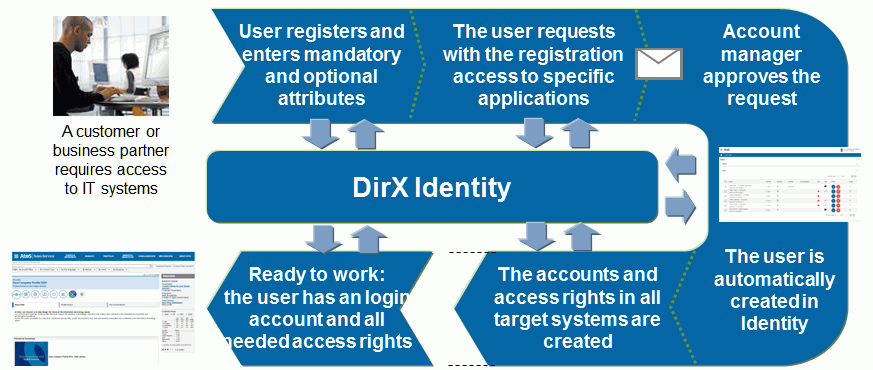 User registers and
enters mandatory
and optional
attributes
The user requests
with the registration
access to specific
applications
Account
manager
approves the
request
A customer or
business partner
requires access
to IT systems
DirX Identity
The user is
automatically
created in
Identity
The accounts and
access rights in all
target systems are
created
Ready to work:
the user has an login
account and all
needed access rights
Atos